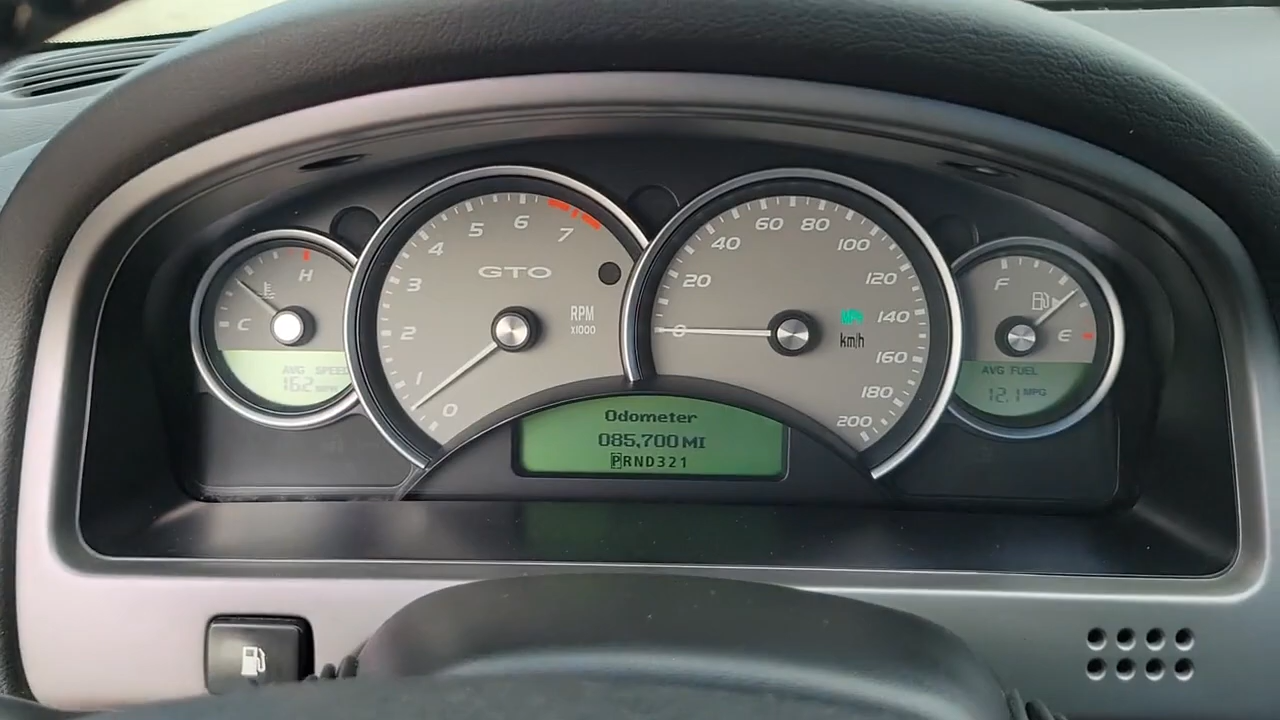 H
C
AVG SPEED
16.2 MPH
7
6
5
4
3
2
1
0
GTO
RPM
x1000
0
20
40
60
80
100
120
140
160
180
200
MPH
km/h
Odometer
085,700 MI
PRND321
F
E
AVG FUEL
12.1 MPG